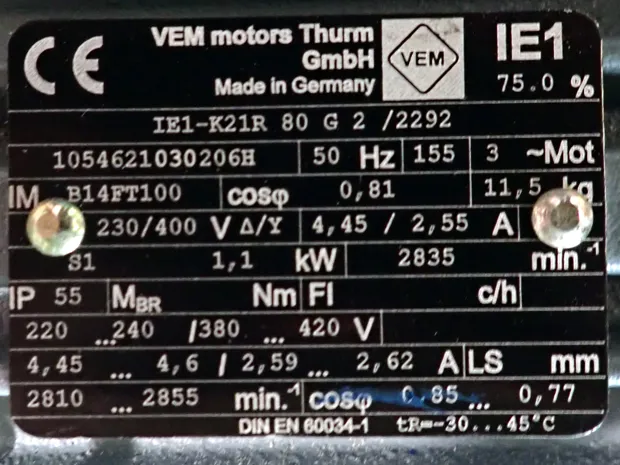 CE VEM motors Thurm GmbH VEM IE1
Made in Germany 75.0 %
IE1-K21R 80 G 2 /2292
1054621030206H 50 Hz 155 3 ~Mot
IM B14FT100 cosφ 0,81 11,5 kg
230/400 V Δ/Y 4,45 / 2,55 A
S1 1,1 kW 2835 min.-1
IP 55 MBR Nm Fl c/h
220 ...240 /380 ... 420 V
4,45 ... 4,6 / 2,59 ... 2,62 A LS mm
2810 ... 2855 min.-1 cosφ 0.85 ... 0,77
DIN EN 60034-1 tR=-30...45°C